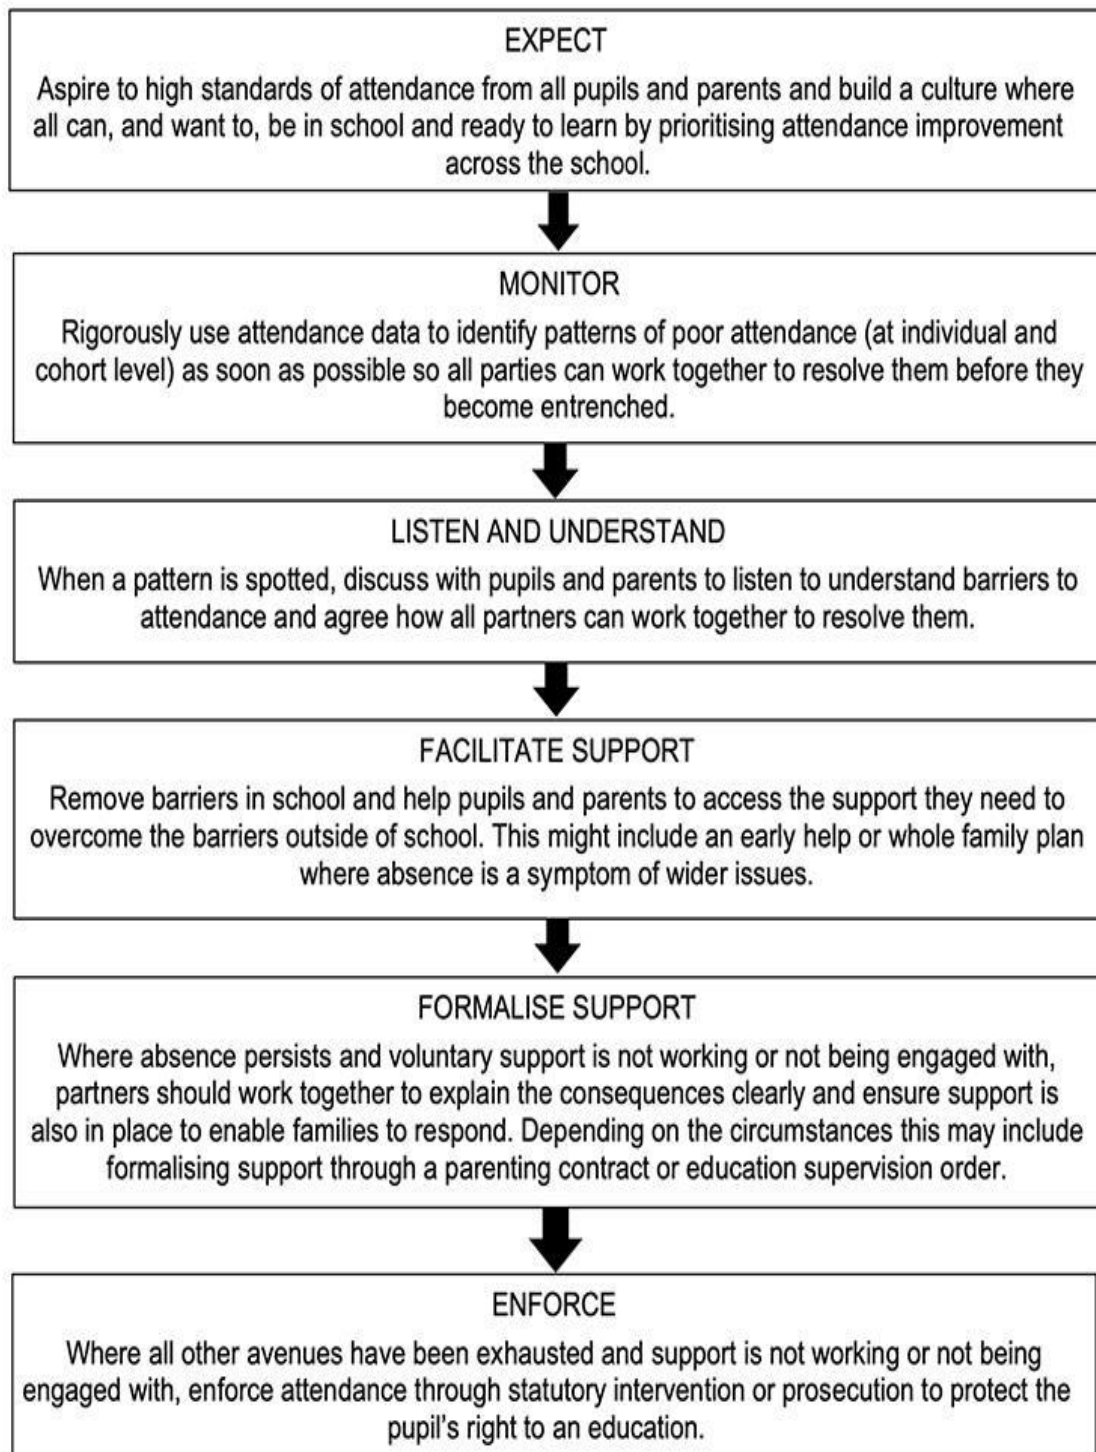 EXPECT
Aspire to high standards of attendance from all pupils and parents and build a culture where
all can, and want to, be in school and ready to learn by prioritising attendance improvement
across the school.
MONITOR
Rigorously use attendance data to identify patterns of poor attendance (at individual and
cohort level) as soon as possible so all parties can work together to resolve them before they
become entrenched.
LISTEN AND UNDERSTAND
When a pattern is spotted, discuss with pupils and parents to listen to understand barriers to
attendance and agree how all partners can work together to resolve them.
FACILITATE SUPPORT
Remove barriers in school and help pupils and parents to access the support they need to
overcome the barriers outside of school. This might include an early help or whole family plan
where absence is a symptom of wider issues.
FORMALISE SUPPORT
Where absence persists and voluntary support is not working or not being engaged with,
partners should work together to explain the consequences clearly and ensure support is
also in place to enable families to respond. Depending on the circumstances this may include
formalising support through a parenting contract or education supervision order.
ENFORCE
Where all other avenues have been exhausted and support is not working or not being
engaged with, enforce attendance through statutory intervention or prosecution to protect the
pupil's right to an education.